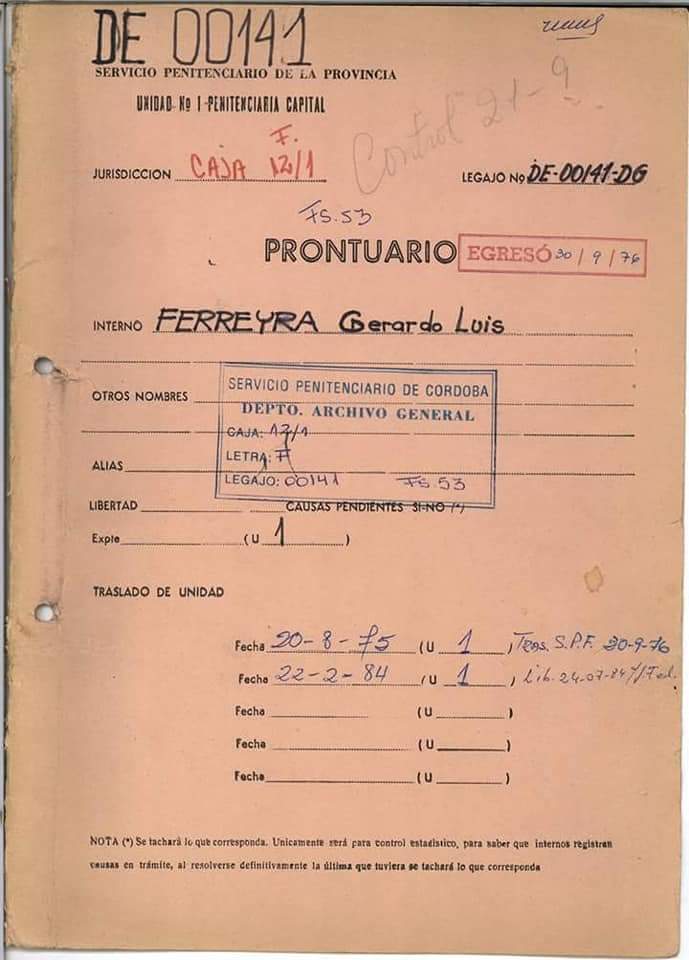 DE 00141
SERVICIO PENITENCIARIO DE LA PROVINCIA
UNIDAD Nº 1 - PENITENCIARIA CAPITAL
Control 21-9
F.
JURISDICCION CAJA 12/1
LEGAJO Nº DE-00141-DG
FS.53
PRONTUARIO EGRESÓ 30/9/76
INTERNO FERREYRA Gerardo Luis
SERVICIO PENITENCIARIO DE CORDOBA
OTROS NOMBRES
DEPTO. ARCHIVO GENERAL
CAJA: 12/1
LETRA: F
ALIAS
LEGAJO: 00141 FS.53
LIBERTAD CAUSAS PENDIENTES SI-NO (*)
Expte (U 1 )
TRASLADO DE UNIDAD
Fecha 20-8-75 (U 1 , Tras. S.P.F. 30-9-76
Fecha 22-2-84 (U 1 , Lib. 24-07-84 / Fed.
Fecha (U )
Fecha (U )
Fecha (U )
NOTA (*) Se tachará lo que corresponda. Unicamente será para control estadístico, para saber que internos registran
causas en trámite, al resolverse definitivamente la última que tuviera se tachará lo que corresponda